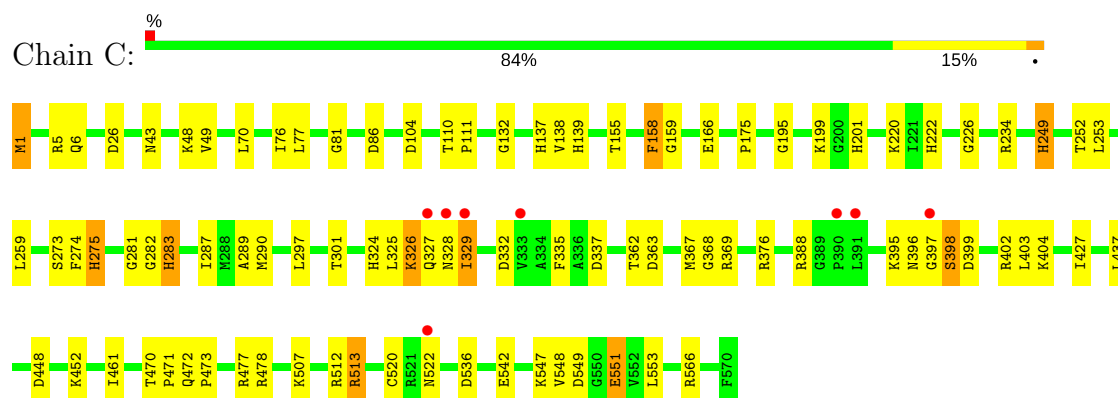 %
Chain C:
84% 15% •
M1 R5 Q6 D26 N43 K48 V49 L70 I76 L77 G81 D86 D104 T110 P111 G132 H137 V138 H139 T155 F158 G159 E166 P175 G195 K199 G200 H201 K220 I221 H222 G226 R234 H249 T252 L253
L259 S273 F274 H275 G281 G282 H283 I287 M288 A289 M290 L297 T301 H324 L325 K326 Q327 N328 I329 D332 V333 A334 F335 A336 D337 T362 D363 M367 G368 R369 R376 R388 G389 P390 L391 K395 N396 G397 S398 D399 R402 L403 K404 I427 L437
D448 K452 I461 T470 P471 Q472 P473 R477 R478 K507 R512 R513 C520 R521 N522 D536 E542 K547 V548 D549 G550 E551 V552 L553 R566 F570